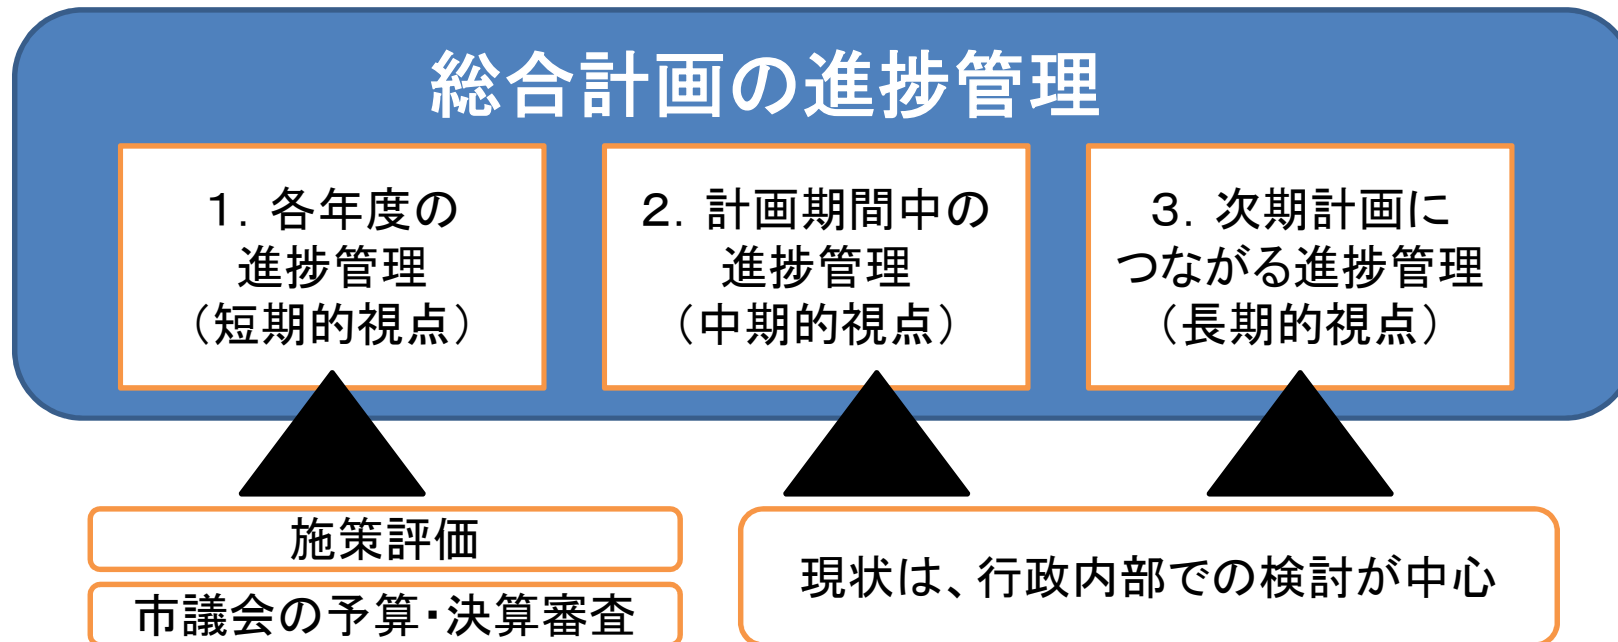 総合計画の進捗管理
１．各年度の
進捗管理
（短期的視点）
２．計画期間中の
進捗管理
（中期的視点）
３．次期計画に
つながる進捗管理
（長期的視点）
施策評価
市議会の予算・決算審査
現状は、行政内部での検討が中心